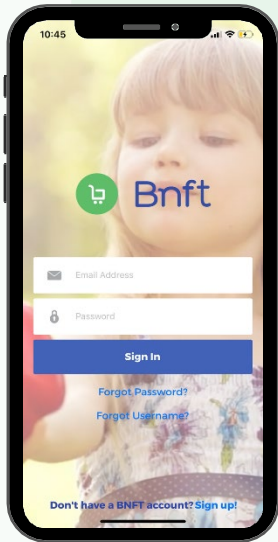 10:45
Bnft
Email Address
Password
Sign In
Forgot Password?
Forgot Username?
Don't have a BNFT account? Sign up!